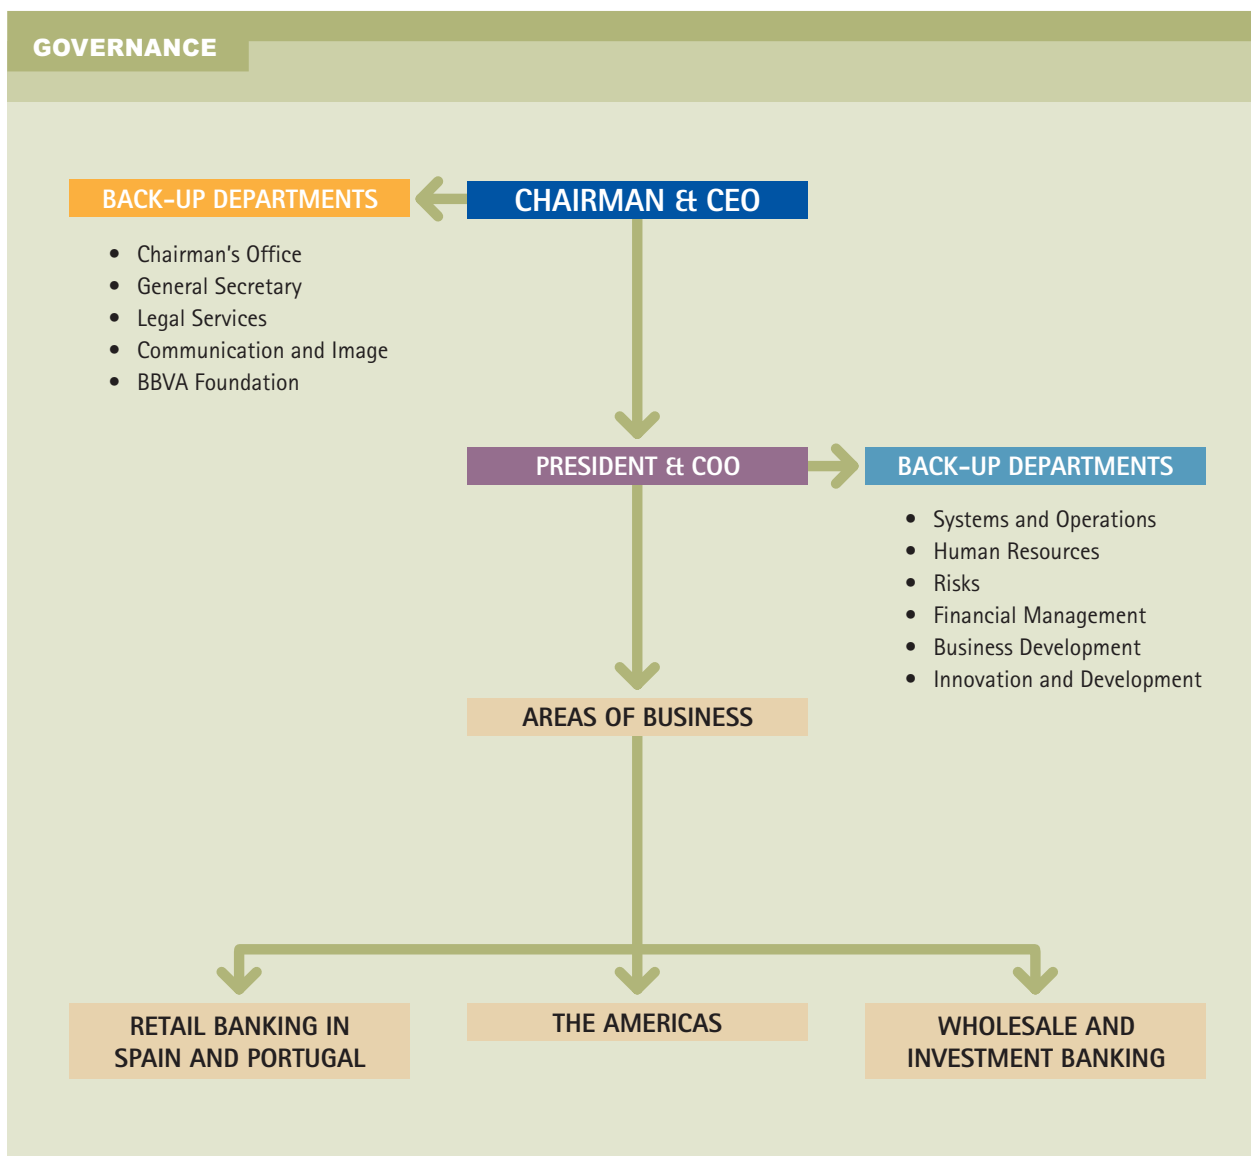 GOVERNANCE
BACK-UP DEPARTMENTS
CHAIRMAN & CEO
• Chairman's Office
• General Secretary
• Legal Services
• Communication and Image
• BBVA Foundation
PRESIDENT & COO
BACK-UP DEPARTMENTS
• Systems and Operations
• Human Resources
• Risks
• Financial Management
• Business Development
• Innovation and Development
AREAS OF BUSINESS
RETAIL BANKING IN
SPAIN AND PORTUGAL
THE AMERICAS
WHOLESALE AND
INVESTMENT BANKING